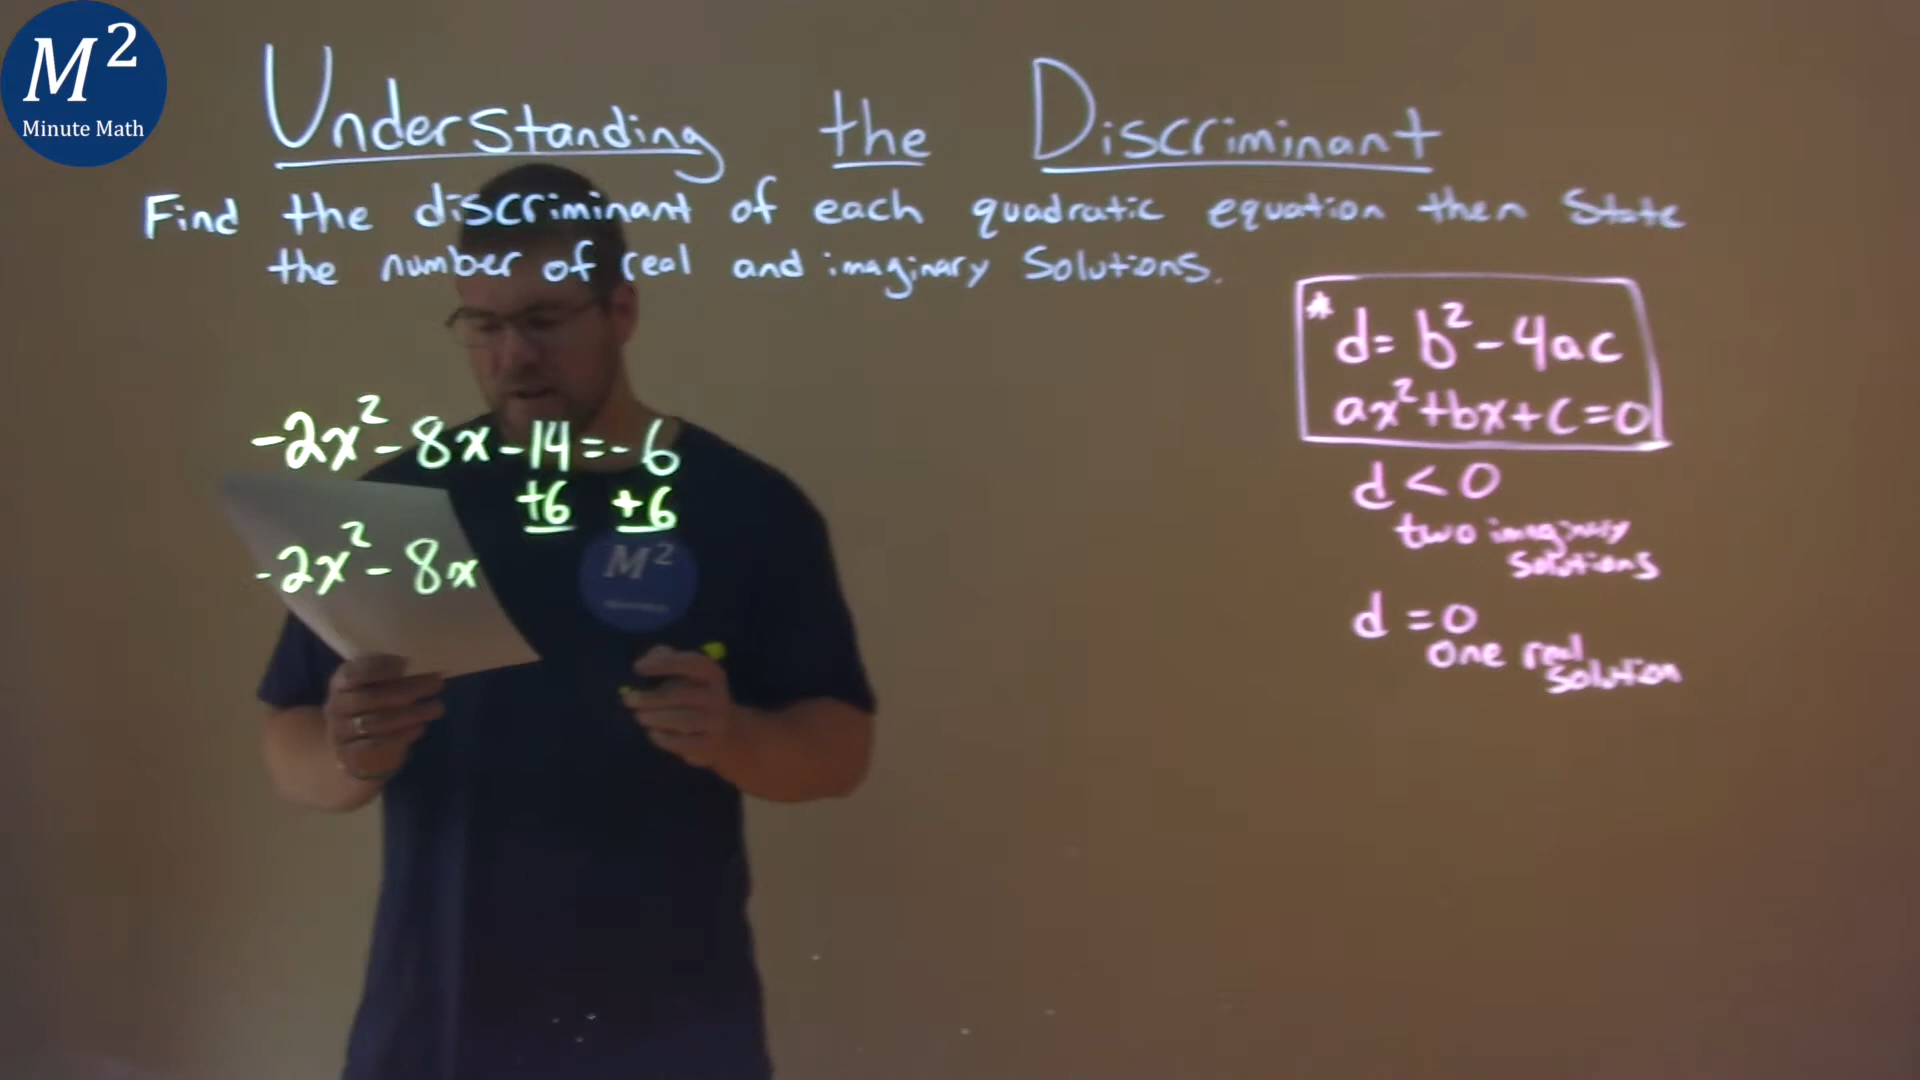 M²
Minute Math
Understanding the Discriminant
Find the discriminant of each quadratic equation then state
the number of real and imaginary solutions.
* d = b² - 4ac
ax² + bx + c = 0
-2x² - 8x - 14 = -6
+6 +6
-2x² - 8x
M²
d < 0
two imaginary
solutions
d = 0
one real
solution